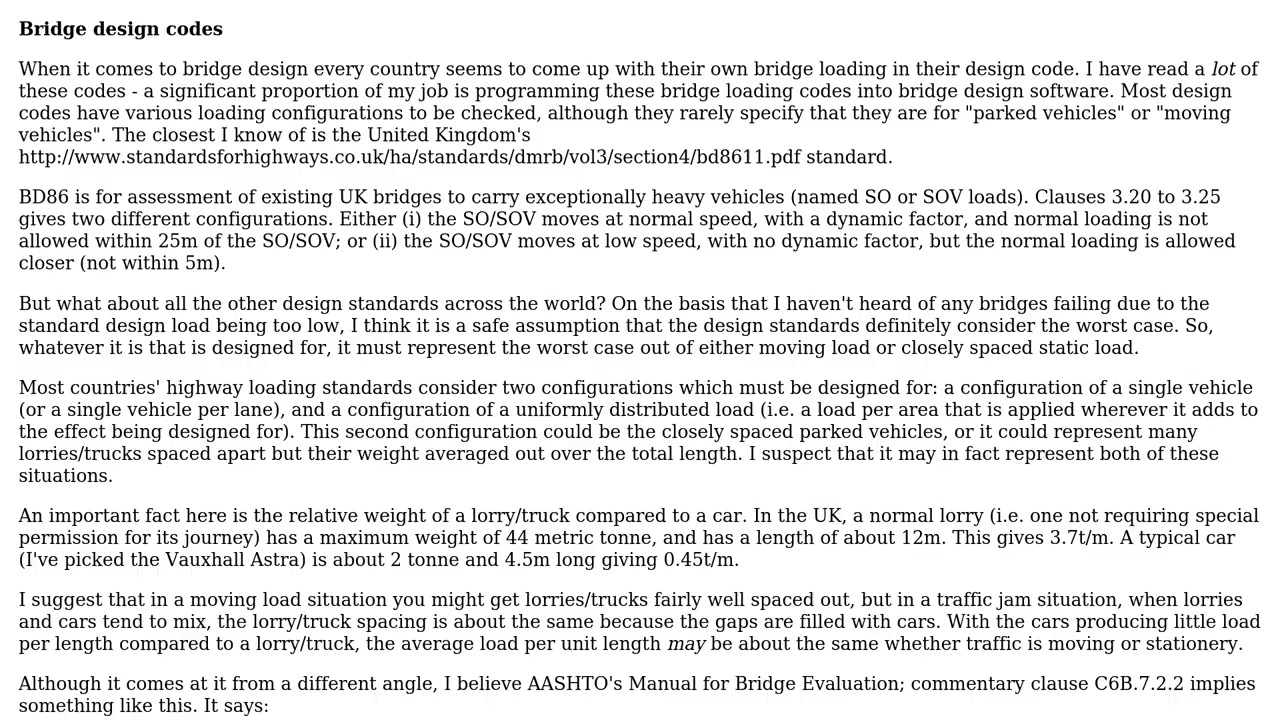 Bridge design codes
When it comes to bridge design every country seems to come up with their own bridge loading in their design code. I have read a lot of
these codes - a significant proportion of my job is programming these bridge loading codes into bridge design software. Most design
codes have various loading configurations to be checked, although they rarely specify that they are for "parked vehicles" or "moving
vehicles". The closest I know of is the United Kingdom's
http://www.standardsforhighways.co.uk/ha/standards/dmrb/vol3/section4/bd8611.pdf standard.
BD86 is for assessment of existing UK bridges to carry exceptionally heavy vehicles (named SO or SOV loads). Clauses 3.20 to 3.25
gives two different configurations. Either (i) the SO/SOV moves at normal speed, with a dynamic factor, and normal loading is not
allowed within 25m of the SO/SOV; or (ii) the SO/SOV moves at low speed, with no dynamic factor, but the normal loading is allowed
closer (not within 5m).
But what about all the other design standards across the world? On the basis that I haven't heard of any bridges failing due to the
standard design load being too low, I think it is a safe assumption that the design standards definitely consider the worst case. So,
whatever it is that is designed for, it must represent the worst case out of either moving load or closely spaced static load.
Most countries' highway loading standards consider two configurations which must be designed for: a configuration of a single vehicle
(or a single vehicle per lane), and a configuration of a uniformly distributed load (i.e. a load per area that is applied wherever it adds to
the effect being designed for). This second configuration could be the closely spaced parked vehicles, or it could represent many
lorries/trucks spaced apart but their weight averaged out over the total length. I suspect that it may in fact represent both of these
situations.
An important fact here is the relative weight of a lorry/truck compared to a car. In the UK, a normal lorry (i.e. one not requiring special
permission for its journey) has a maximum weight of 44 metric tonne, and has a length of about 12m. This gives 3.7t/m. A typical car
(I've picked the Vauxhall Astra) is about 2 tonne and 4.5m long giving 0.45t/m.
I suggest that in a moving load situation you might get lorries/trucks fairly well spaced out, but in a traffic jam situation, when lorries
and cars tend to mix, the lorry/truck spacing is about the same because the gaps are filled with cars. With the cars producing little load
per length compared to a lorry/truck, the average load per unit length may be about the same whether traffic is moving or stationery.
Although it comes at it from a different angle, I believe AASHTO's Manual for Bridge Evaluation; commentary clause C6B.7.2.2 implies
something like this. It says: